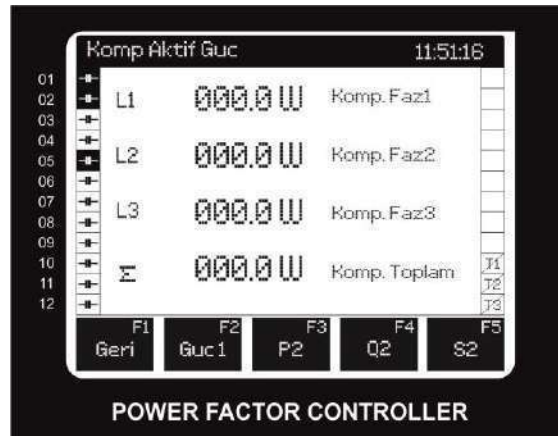 Komp Aktif Guc 11:51:16
01
02
03
04
05
06
07
08
09
10
11
12
L1 000.0 W Komp. Faz1
L2 000.0 W Komp. Faz2
L3 000.0 W Komp. Faz3
Σ 000.0 W Komp. Toplam
T1
T2
T3
F1 F2 F3 F4 F5
Geri Guc1 P2 Q2 S2
POWER FACTOR CONTROLLER